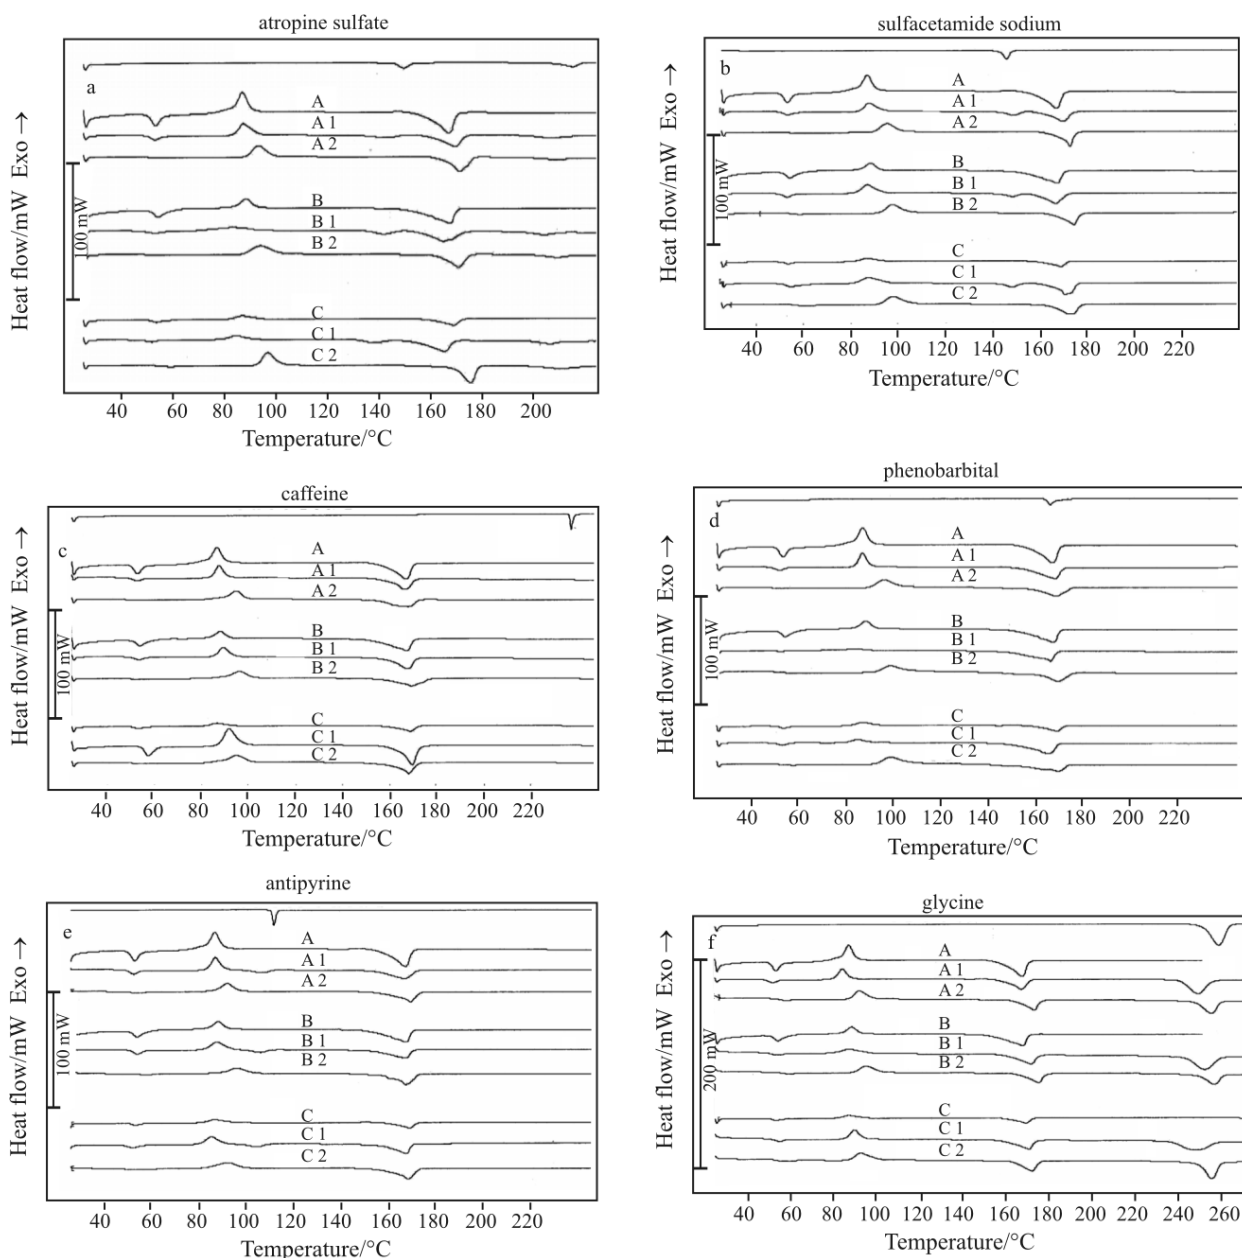 atropine sulfate
a
A
A 1
A 2
B
B 1
B 2
C
C 1
C 2
100 mW
Heat flow/mW Exo →
40 60 80 100 120 140 160 180 200
Temperature/°C
sulfacetamide sodium
b
A
A 1
A 2
B
B 1
B 2
C
C 1
C 2
100 mW
Heat flow/mW Exo →
40 60 80 100 120 140 160 180 200 220
Temperature/°C
caffeine
c
A
A 1
A 2
B
B 1
B 2
C
C 1
C 2
100 mW
Heat flow/mW Exo →
40 60 80 100 120 140 160 180 200 220
Temperature/°C
phenobarbital
d
A
A 1
A 2
B
B 1
B 2
C
C 1
C 2
100 mW
Heat flow/mW Exo →
40 60 80 100 120 140 160 180 200 220
Temperature/°C
antipyrine
e
A
A 1
A 2
B
B 1
B 2
C
C 1
C 2
100 mW
Heat flow/mW Exo →
40 60 80 100 120 140 160 180 200 220
Temperature/°C
glycine
f
A
A 1
A 2
B
B 1
B 2
C
C 1
C 2
200 mW
Heat flow/mW Exo →
40 60 80 100 120 140 160 180 200 220 240 260
Temperature/°C